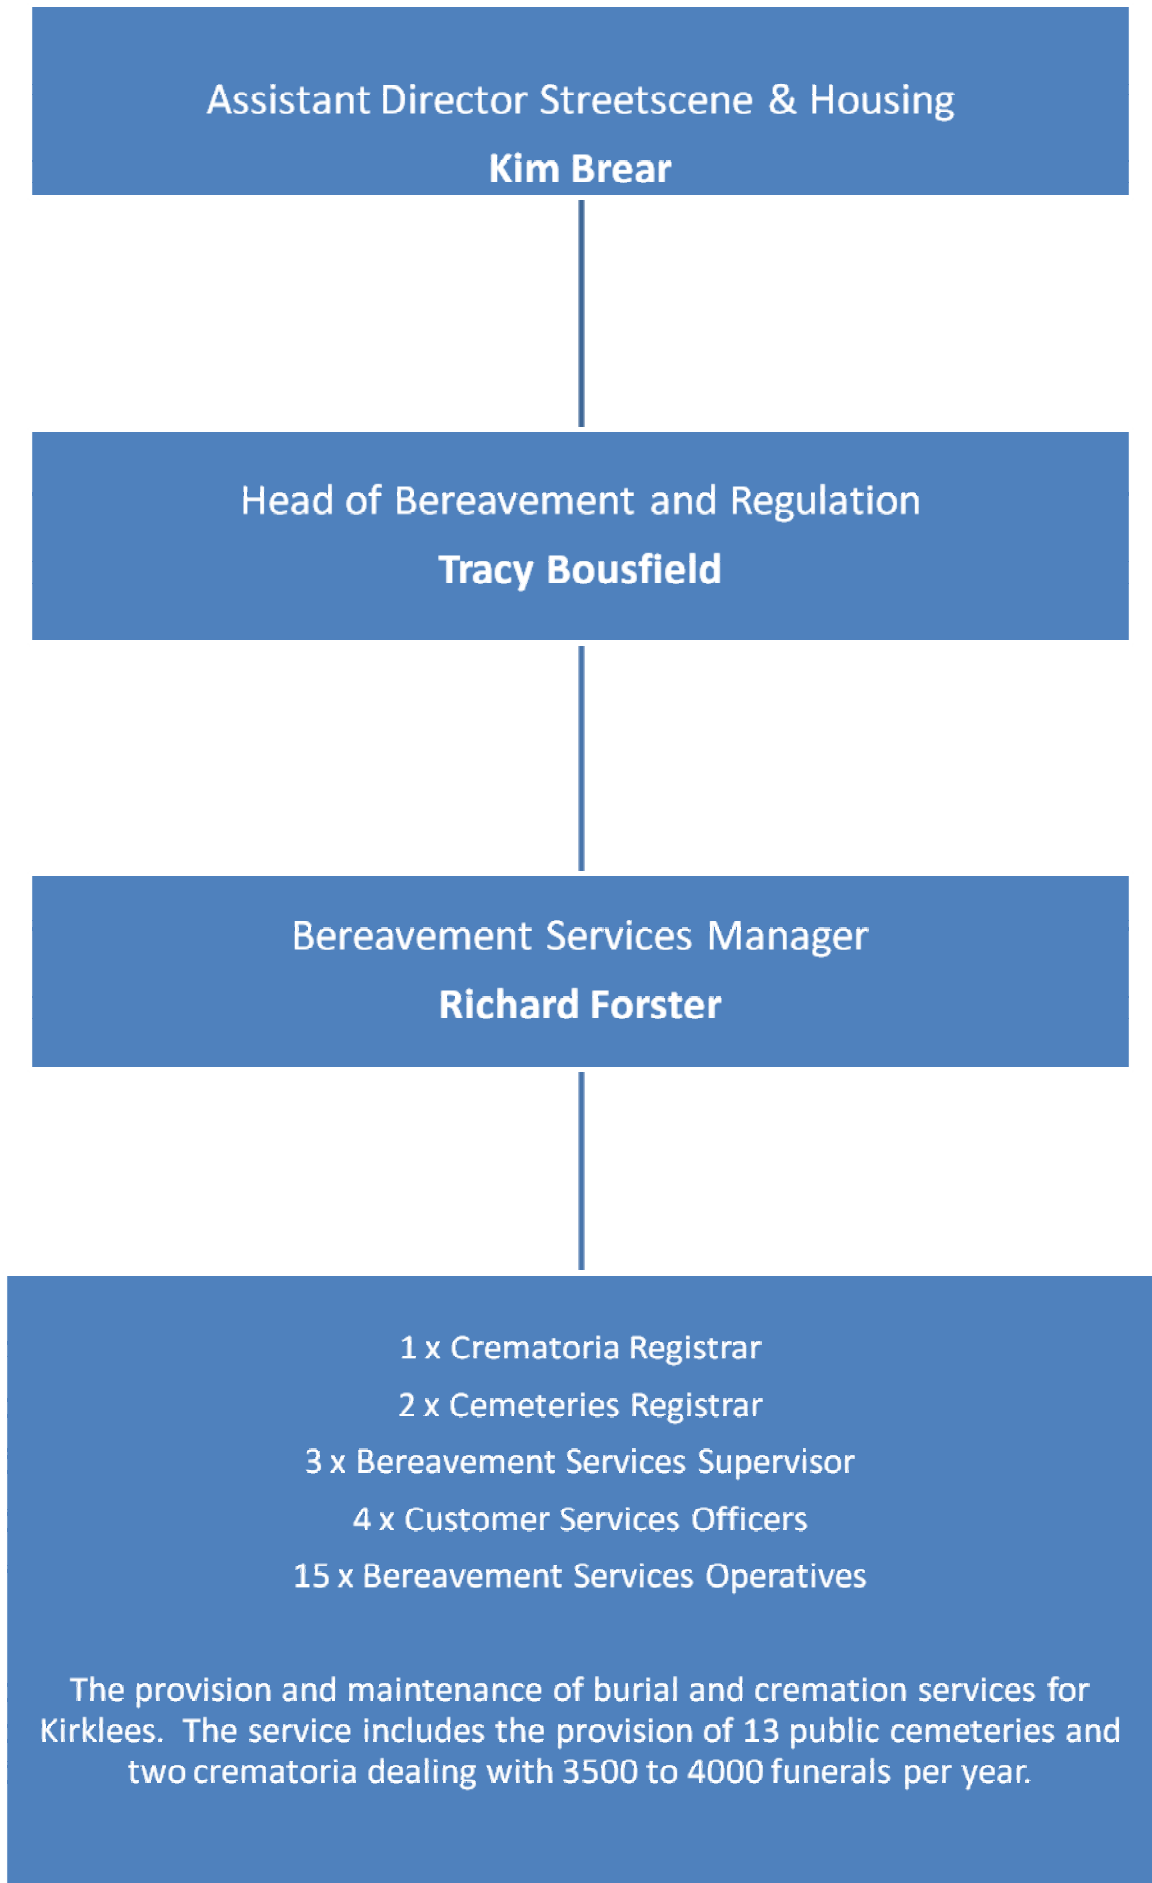 Assistant Director Streetscene & Housing
Kim Brear
Head of Bereavement and Regulation
Tracy Bousfield
Bereavement Services Manager
Richard Forster
1 x Crematoria Registrar
2 x Cemeteries Registrar
3 x Bereavement Services Supervisor
4 x Customer Services Officers
15 x Bereavement Services Operatives
The provision and maintenance of burial and cremation services for
Kirklees.  The service includes the provision of 13 public cemeteries and
two crematoria dealing with 3500 to 4000 funerals per year.